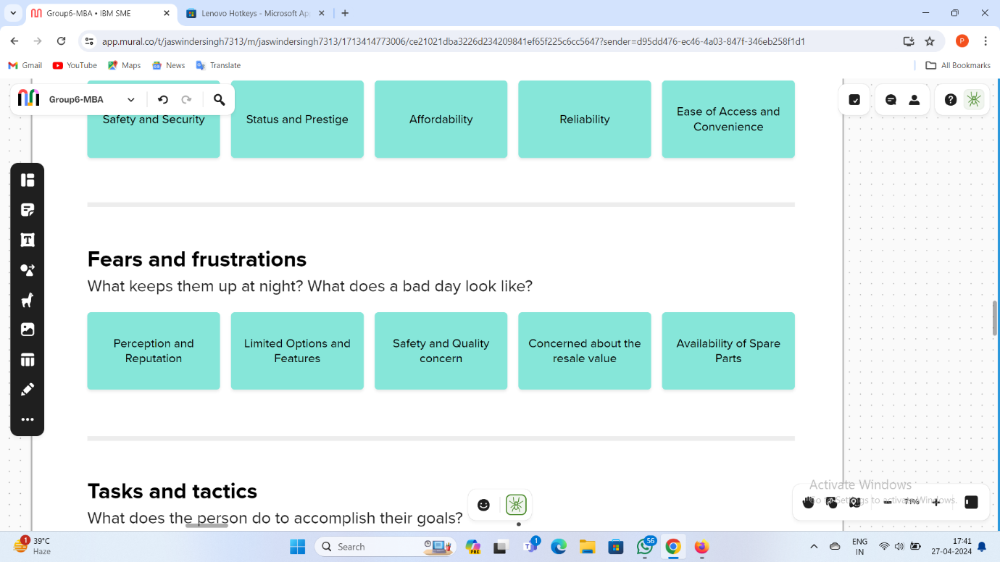 Group6-MBA • IBM SME
Lenovo Hotkeys - Microsoft Ap
app.mural.co/t/jaswindersingh7313/m/jaswindersingh7313/1713414773006/ce21021dba3226d234209841ef65f225c6cc5647?sender=d95dd476-ec46-4a03-847f-346eb258f1d1
P
Gmail
YouTube
Maps
News
Translate
All Bookmarks
Group6-MBA
Safety and Security
Status and Prestige
Affordability
Reliability
Ease of Access and
Convenience
Fears and frustrations
What keeps them up at night? What does a bad day look like?
Perception and
Reputation
Limited Options and
Features
Safety and Quality
concern
Concerned about the
resale value
Availability of Spare
Parts
Tasks and tactics
What does the person do to accomplish their goals?
Activate Windows
Go to Settings to activate Windows.
71%
1
39°C
Haze
Search
PRE
1
56
ENG
IN
17:41
27-04-2024